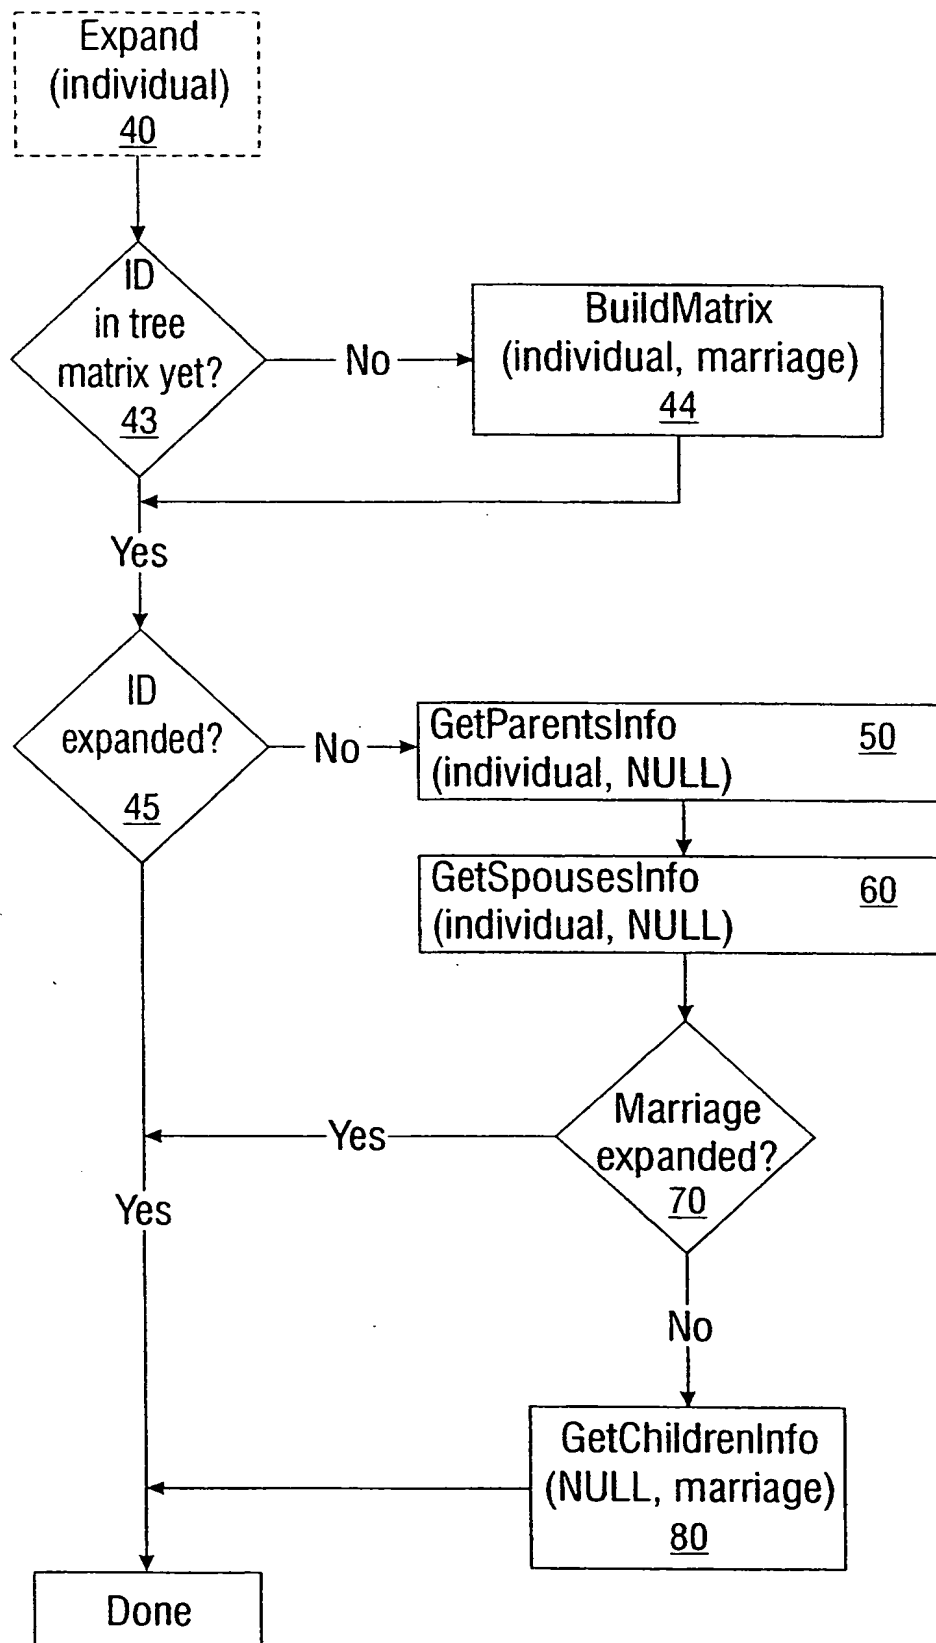 Expand
(individual)
40
ID
in tree
matrix yet?
43
No
BuildMatrix
(individual, marriage)
44
Yes
ID
expanded?
45
No
GetParentsInfo 50
(individual, NULL)
GetSpousesInfo 60
(individual, NULL)
Marriage
expanded?
70
Yes
Yes
No
GetChildrenInfo
(NULL, marriage)
80
Done